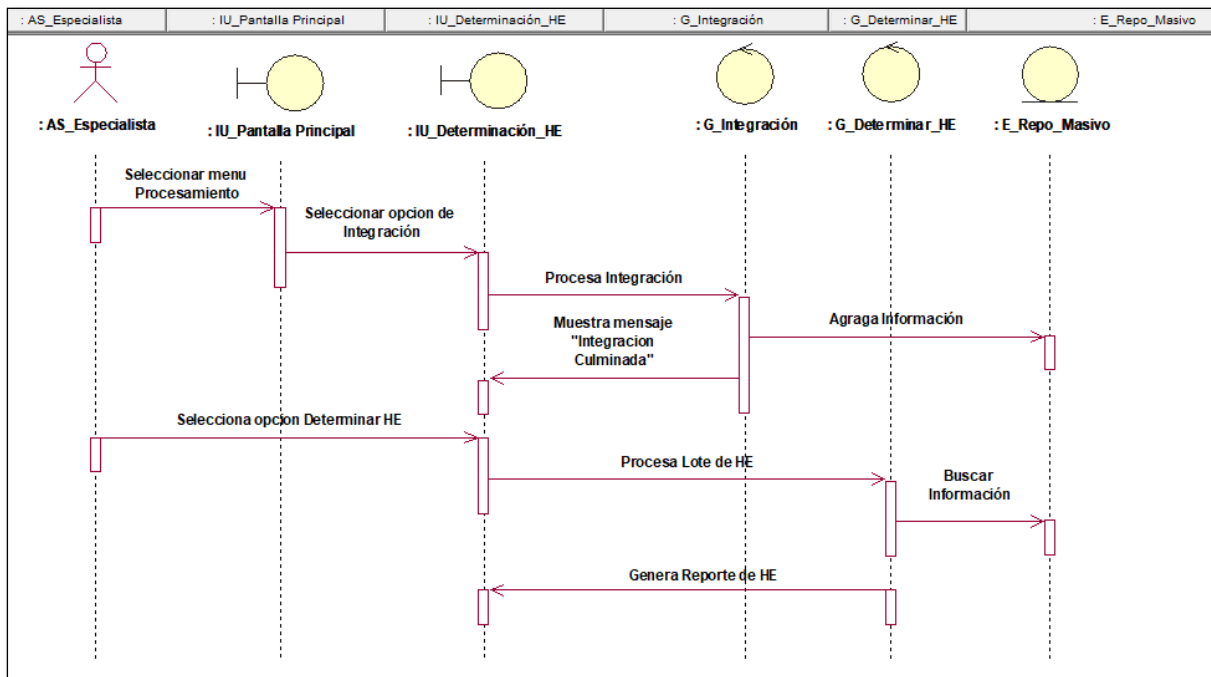 : AS_Especialista
: IU_Pantalla Principal
: IU_Determinación_HE
: G_Integración
: G_Determinar_HE
: E_Repo_Masivo
: AS_Especialista
: IU_Pantalla Principal
: IU_Determinación_HE
: G_Integración
: G_Determinar_HE
: E_Repo_Masivo
Seleccionar menu
Procesamiento
Seleccionar opcion de
Integración
Procesa Integración
Agraga Información
Muestra mensaje
"Integracion
Culminada"
Selecciona opcion Determinar HE
Procesa Lote de HE
Buscar
Información
Genera Reporte de HE